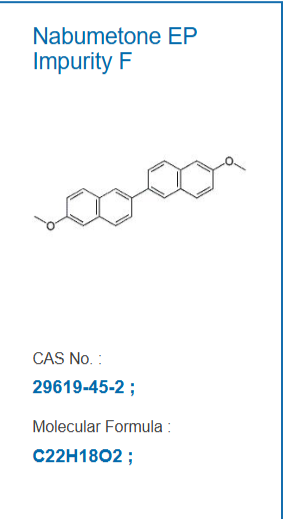 Nabumetone EP
Impurity F
O
O
CAS No. :
29619-45-2 ;
Molecular Formula :
C22H18O2 ;